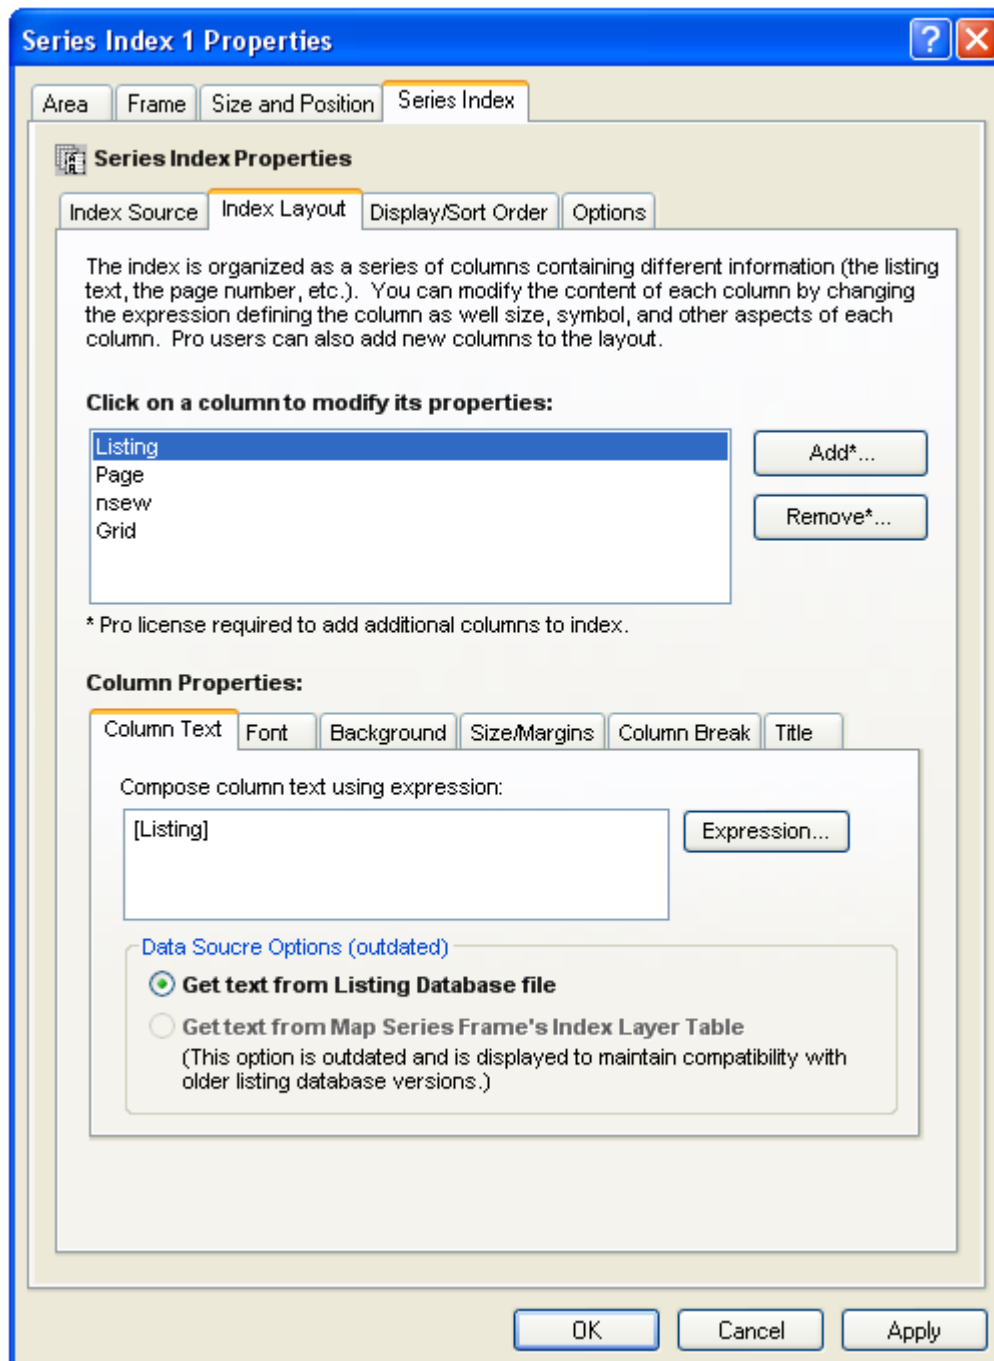 Series Index 1 Properties
?
Area Frame Size and Position Series Index
Series Index Properties
Index Source Index Layout Display/Sort Order Options
The index is organized as a series of columns containing different information (the listing
text, the page number, etc.). You can modify the content of each column by changing
the expression defining the column as well size, symbol, and other aspects of each
column. Pro users can also add new columns to the layout.
Click on a column to modify its properties:
Listing
Page
nsew
Grid
Add*...
Remove*...
* Pro license required to add additional columns to index.
Column Properties:
Column Text Font Background Size/Margins Column Break Title
Compose column text using expression:
[Listing]
Expression...
Data Soucre Options (outdated)
Get text from Listing Database file
Get text from Map Series Frame's Index Layer Table
(This option is outdated and is displayed to maintain compatibility with
older listing database versions.)
OK Cancel Apply